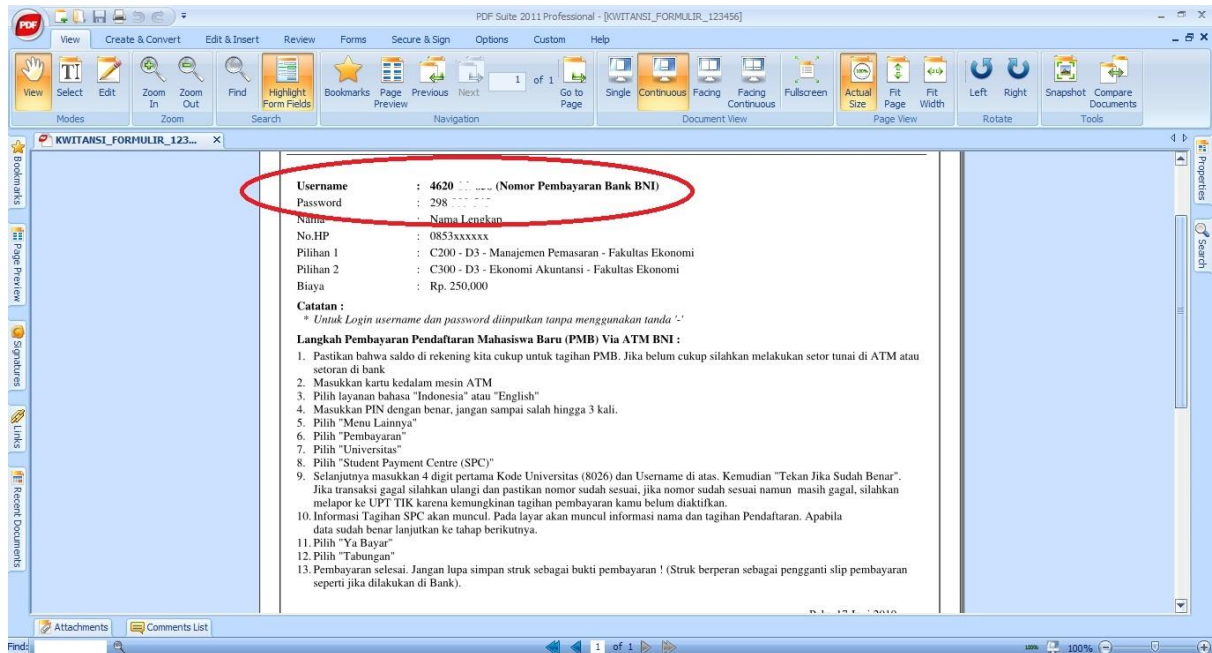 PDF
PDF Suite 2011 Professional - [KWITANSI_FORMULIR_123456]
View Create & Convert Edit & Insert Review Forms Secure & Sign Options Custom Help
View Select Edit Zoom In Zoom Out Find Highlight Form Fields Bookmarks Page Preview Previous Next 1 of 1 Go to Page Single Continuous Facing Facing Continuous Fullscreen 100% Actual Size Fit Page Fit Width Left Right Snapshot Compare Documents
Modes Zoom Search Navigation Document View Page View Rotate Tools
KWITANSI_FORMULIR_123... X
Bookmarks
Page Preview
Signatures
Links
Recent Documents
Properties
Search
Username : 4620 (Nomor Pembayaran Bank BNI)
Password : 298
Nama : Nama Lengkap
No.HP : 0853xxxxxx
Pilihan 1 : C200 - D3 - Manajemen Pemasaran - Fakultas Ekonomi
Pilihan 2 : C300 - D3 - Ekonomi Akuntansi - Fakultas Ekonomi
Biaya : Rp. 250,000
Catatan :
* Untuk Login username dan password diinputkan tanpa menggunakan tanda '-'
Langkah Pembayaran Pendaftaran Mahasiswa Baru (PMB) Via ATM BNI :
1. Pastikan bahwa saldo di rekening kita cukup untuk tagihan PMB. Jika belum cukup silahkan melakukan setor tunai di ATM atau
setoran di bank
2. Masukkan kartu kedalam mesin ATM
3. Pilih layanan bahasa "Indonesia" atau "English"
4. Masukkan PIN dengan benar, jangan sampai salah hingga 3 kali.
5. Pilih "Menu Lainnya"
6. Pilih "Pembayaran"
7. Pilih "Universitas"
8. Pilih "Student Payment Centre (SPC)"
9. Selanjutnya masukkan 4 digit pertama Kode Universitas (8026) dan Username di atas. Kemudian "Tekan Jika Sudah Benar".
Jika transaksi gagal silahkan ulangi dan pastikan nomor sudah sesuai, jika nomor sudah sesuai namun masih gagal, silahkan
melapor ke UPT TIK karena kemungkinan tagihan pembayaran kamu belum diaktifkan.
10. Informasi Tagihan SPC akan muncul. Pada layar akan muncul informasi nama dan tagihan Pendaftaran. Apabila
data sudah benar lanjutkan ke tahap berikutnya.
11. Pilih "Ya Bayar"
12. Pilih "Tabungan"
13. Pembayaran selesai. Jangan lupa simpan struk sebagai bukti pembayaran ! (Struk berperan sebagai pengganti slip pembayaran
seperti jika dilakukan di Bank).
Attachments Comments List
Find: 1 of 1 100% 100%